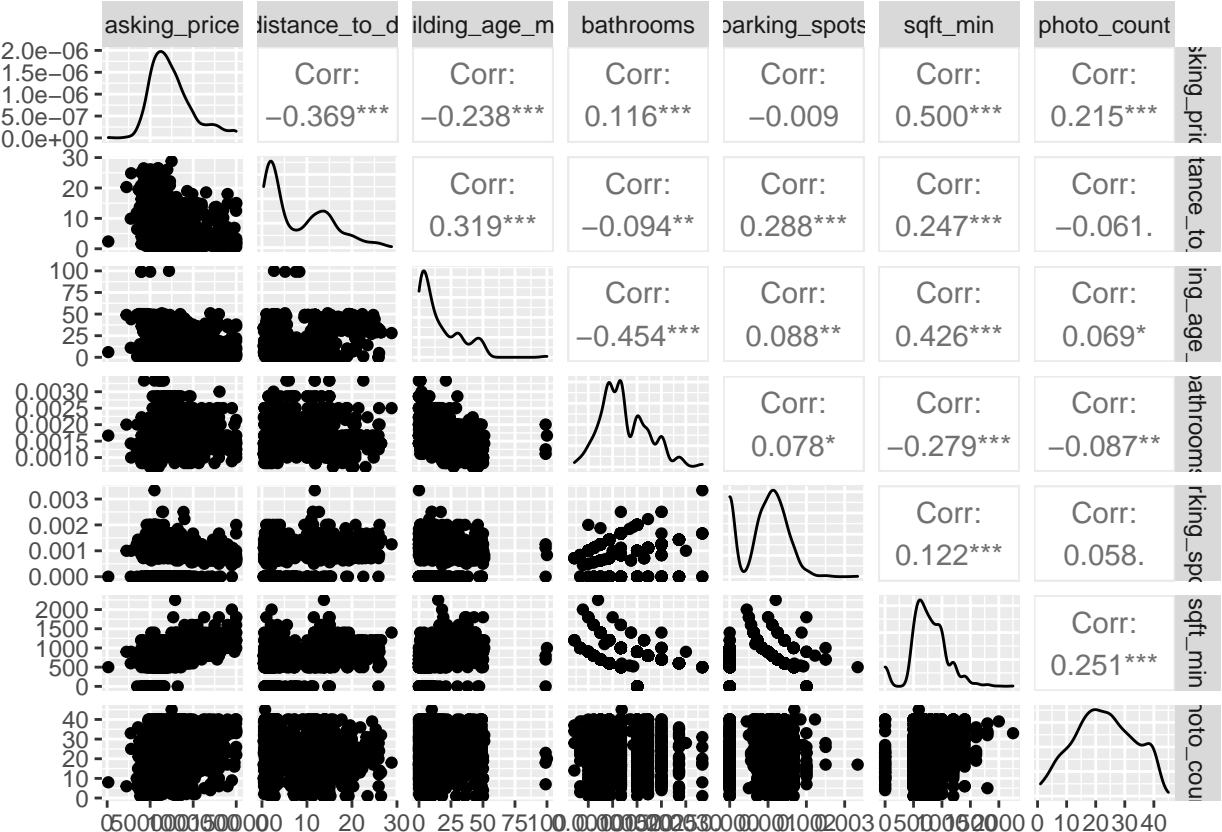 asking_price distance_to_d ilding_age_m bathrooms parking_spots sqft_min photo_count
2.0e−06
1.5e−06
1.0e−06
5.0e−07
0.0e+00
Corr: Corr: Corr: Corr: Corr: Corr:
−0.369*** −0.238*** 0.116*** −0.009 0.500*** 0.215***
sking_pric
30
20
10
0
Corr: Corr: Corr: Corr: Corr:
0.319*** −0.094** 0.288*** 0.247*** −0.061.
tance_to_
100
75
50
25
0
Corr: Corr: Corr: Corr:
−0.454*** 0.088** 0.426*** 0.069*
ing_age_
0.0030
0.0025
0.0020
0.0015
0.0010
Corr: Corr: Corr:
0.078* −0.279*** −0.087**
bathrooms
0.003
0.002
0.001
0.000
Corr: Corr:
0.122*** 0.058.
rking_spo
2000
1500
1000
500
0
Corr:
0.251***
sqft_min
40
30
20
10
0
hoto_cou
0 10 20 30 0 25 50 75 100
0 10 20 30 40